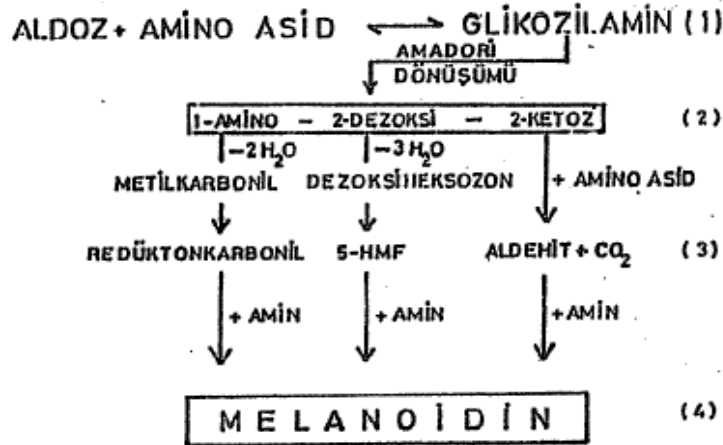 ALDOZ + AMİNO ASİD GLİKOZİLAMİN (1)
AMADORİ
DÖNÜŞÜMÜ
1-AMİNO – 2-DEZOKSİ – 2-KETOZ (2)
–2H₂O –3H₂O
METİLKARBONİL DEZOKSİHEKSOZON + AMİNO ASİD
REDÜKTONKARBONİL 5-HMF ALDEHİT + CO₂ (3)
+ AMİN + AMİN + AMİN
MELANOİDİN (4)